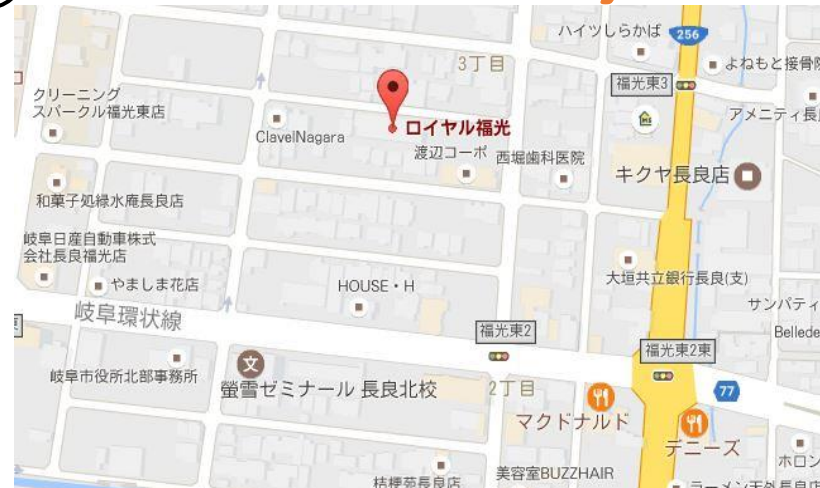 ハイツしらかば
256
よねもと接骨院
3丁目
福光東3
クリーニング
スパークル福光東店
アメニティ長
ClavelNagara
ロイヤル福光
渡辺コーポ
西堀歯科医院
キクヤ長良店
和菓子処緑水庵長良店
岐阜日産自動車株式
会社長良福光店
やましま花店
HOUSE・H
大垣共立銀行長良(支)
サンパティ
岐阜環状線
福光東2
Bellede
福光東2東
岐阜市役所北部事務所
文
螢雪ゼミナール 長良北校
2丁目
77
マクドナルド
デニーズ
ホロン
桔梗苑長良店
美容室BUZZHAIR